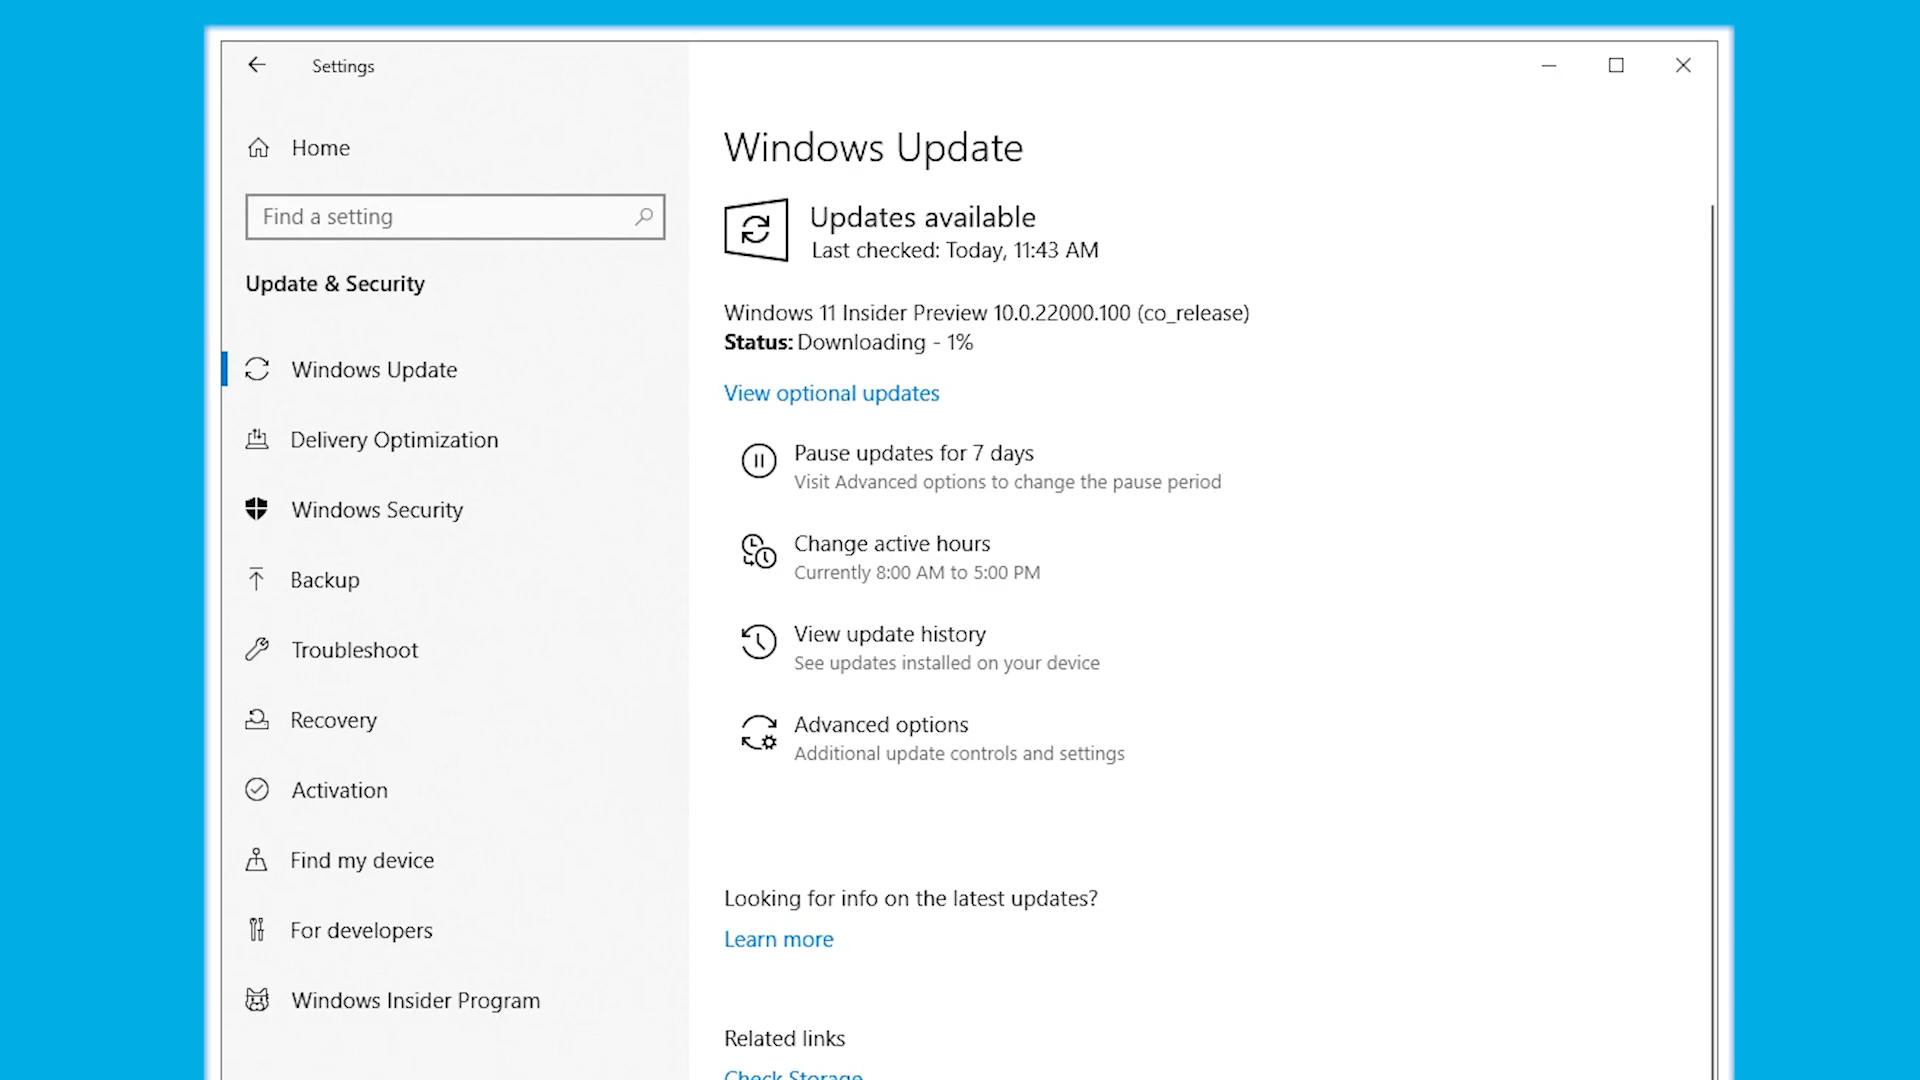 Settings
Home
Find a setting
Update & Security
Windows Update
Delivery Optimization
Windows Security
Backup
Troubleshoot
Recovery
Activation
Find my device
For developers
Windows Insider Program
Windows Update
Updates available
Last checked: Today, 11:43 AM
Windows 11 Insider Preview 10.0.22000.100 (co_release)
Status: Downloading - 1%
View optional updates
Pause updates for 7 days
Visit Advanced options to change the pause period
Change active hours
Currently 8:00 AM to 5:00 PM
View update history
See updates installed on your device
Advanced options
Additional update controls and settings
Looking for info on the latest updates?
Learn more
Related links
Check Storage